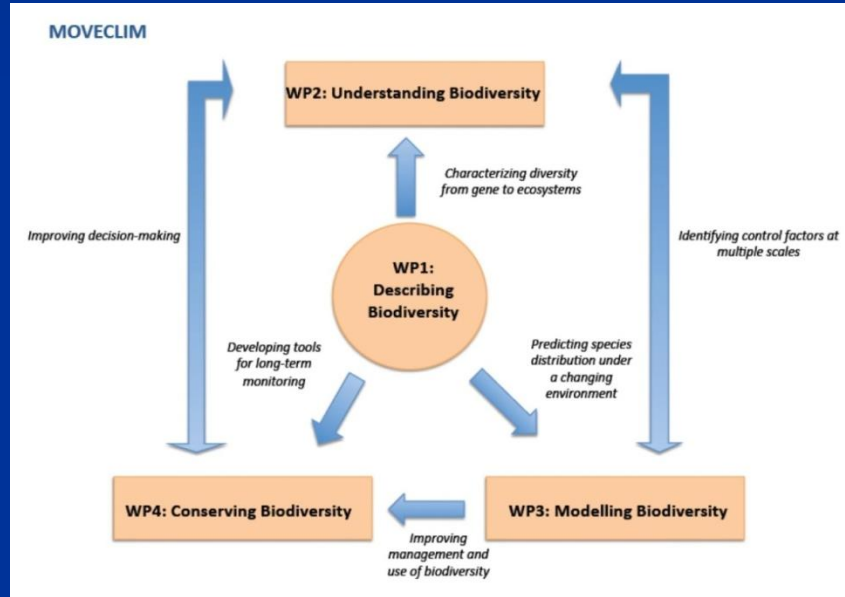 MOVECLIM
WP2: Understanding Biodiversity
Characterizing diversity
from gene to ecosystems
Improving decision-making
Identifying control factors at
multiple scales
WP1:
Describing
Biodiversity
Developing tools
for long-term
monitoring
Predicting species
distribution under
a changing
environment
WP4: Conserving Biodiversity
WP3: Modelling Biodiversity
Improving
management and
use of biodiversity